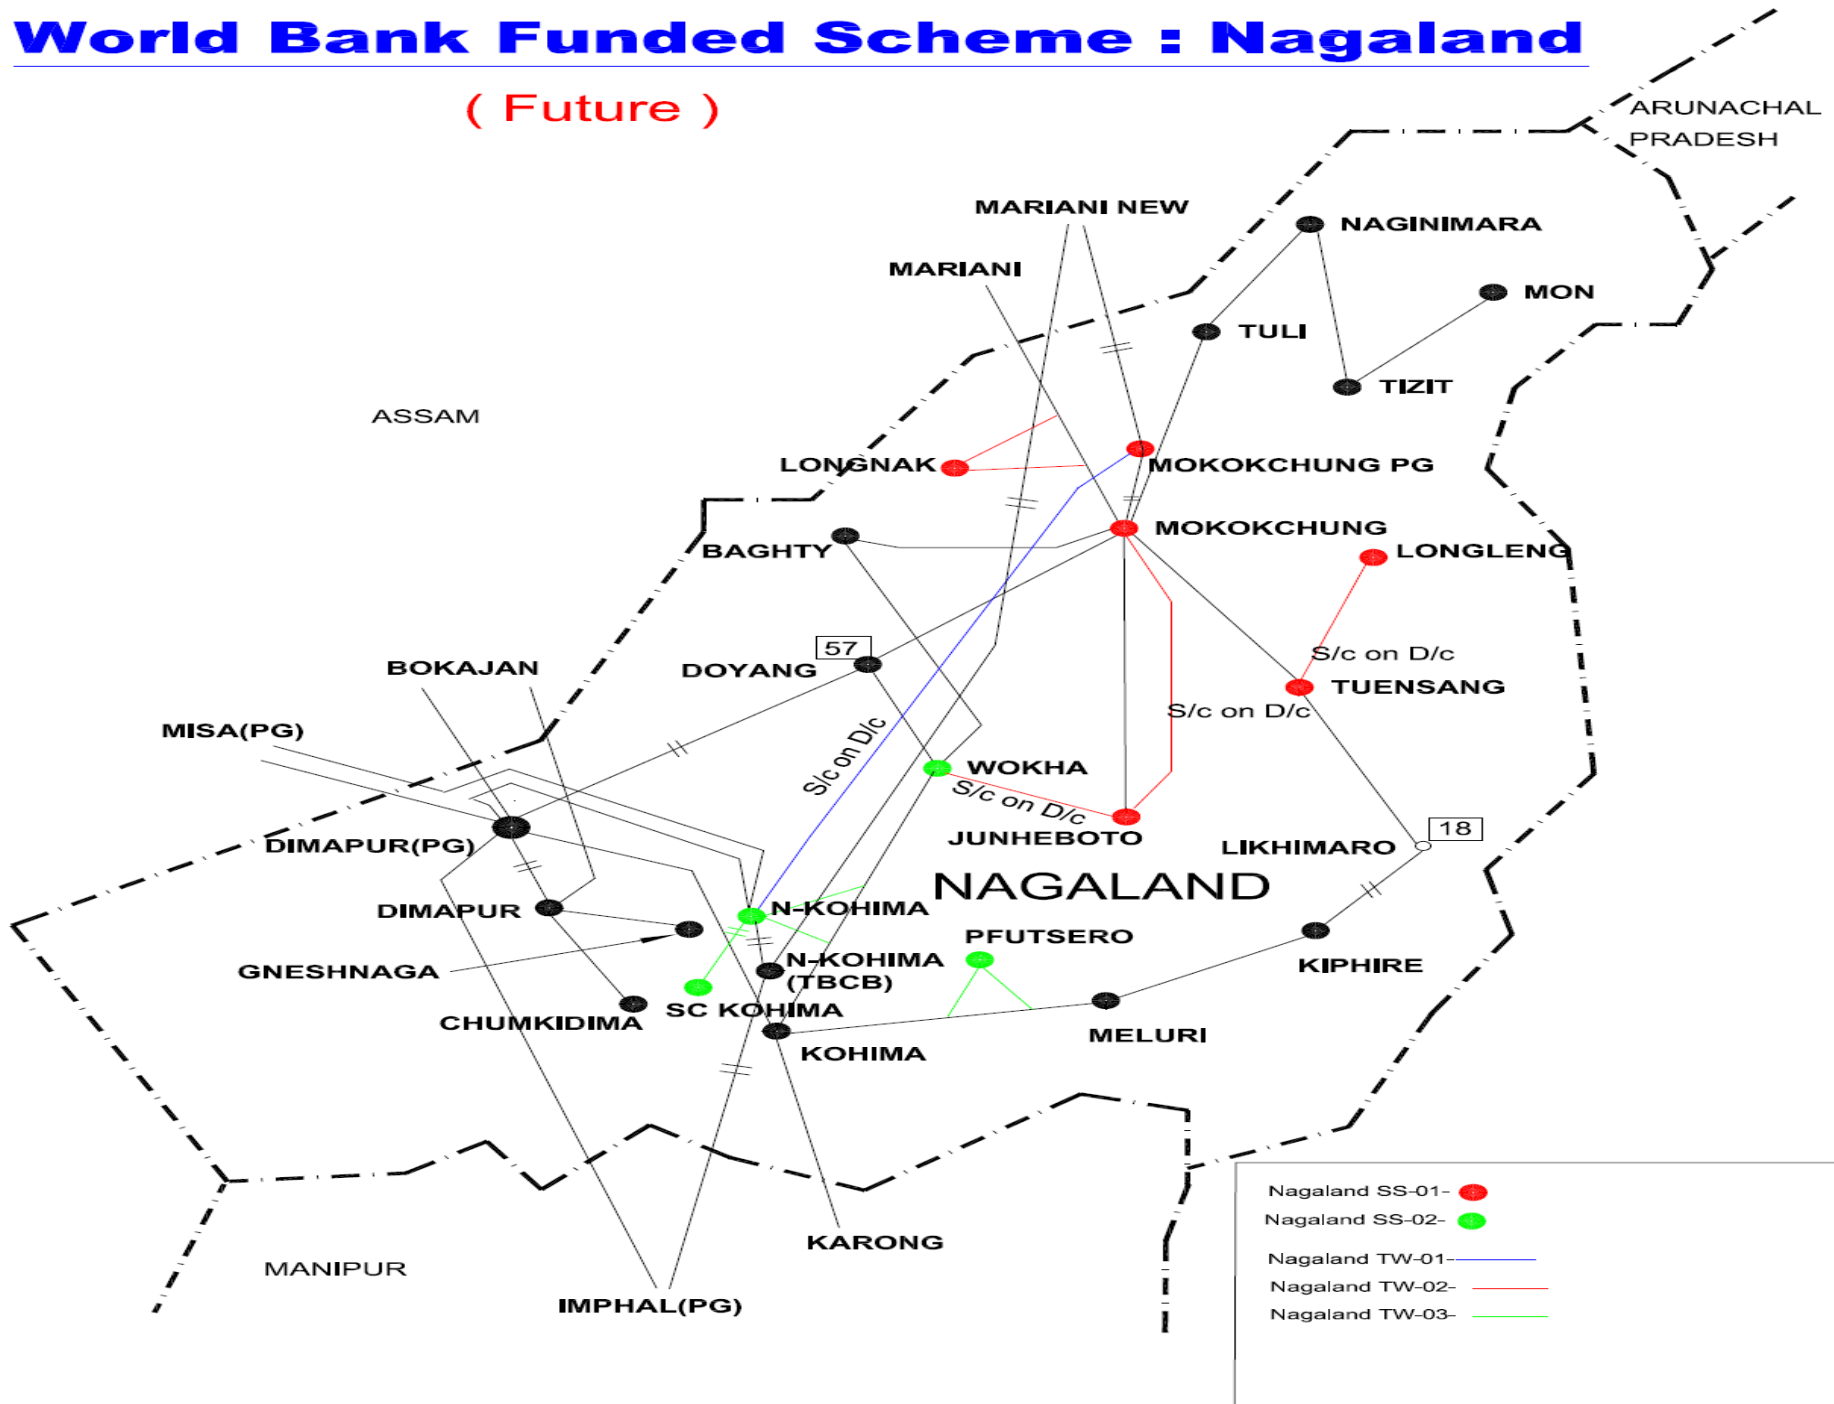 World Bank Funded Scheme : Nagaland
( Future )
ARUNACHAL
PRADESH
MARIANI NEW
NAGINIMARA
MARIANI
MON
TULI
TIZIT
ASSAM
LONGNAK
MOKOKCHUNG PG
MOKOKCHUNG
BAGHTY
LONGLENG
57
S/c on D/c
BOKAJAN
DOYANG
TUENSANG
S/c on D/c
MISA(PG)
S/c on D/c
WOKHA
S/c on D/c
18
DIMAPUR(PG)
JUNHEBOTO
LIKHIMARO
NAGALAND
DIMAPUR
N-KOHIMA
PFUTSERO
GNESHNAGA
N-KOHIMA
(TBCB)
KIPHIRE
SC KOHIMA
CHUMKIDIMA
MELURI
KOHIMA
Nagaland SS-01-
Nagaland SS-02-
KARONG
Nagaland TW-01-
MANIPUR
Nagaland TW-02-
IMPHAL(PG)
Nagaland TW-03-